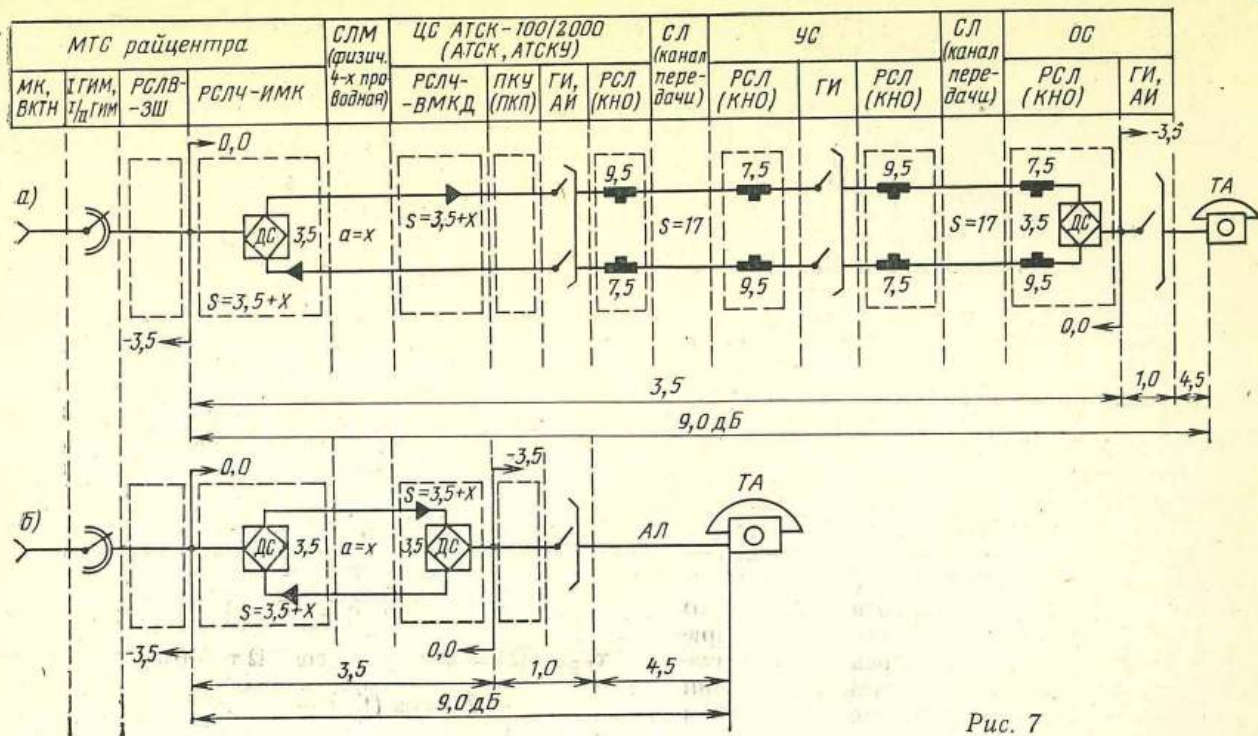 МТС райцентра
СЛМ (физич. 4-х проводная)
ЦС АТСК-100/2000 (АТСК, АТСКУ)
СЛ (канал передачи)
УС
СЛ (канал передачи)
ОС
МК, ВКТН
I ГИМ, I/II ГИМ
РСЛВ-ЗШ
РСЛЧ-ИМК
РСЛЧ-ВМКД
ПКУ (ПКП)
ГИ, АИ
РСЛ (КНО)
РСЛ (КНО)
ГИ
РСЛ (КНО)
РСЛ (КНО)
ГИ, АИ
0,0
-3,5
а)
9,5
7,5
9,5
7,5
ТА
ДС
3,5
а=х
S=3,5+X
S=17
S=17
3,5
ДС
S=3,5+X
7,5
9,5
7,5
9,5
-3,5
0,0
3,5
1,0
4,5
9,0 дБ
0,0
-3,5
б)
S=3,5+X
ТА
ДС
3,5
а=х
3,5
ДС
АЛ
S=3,5+X
-3,5
0,0
3,5
1,0
4,5
9,0 дБ
Рис. 7